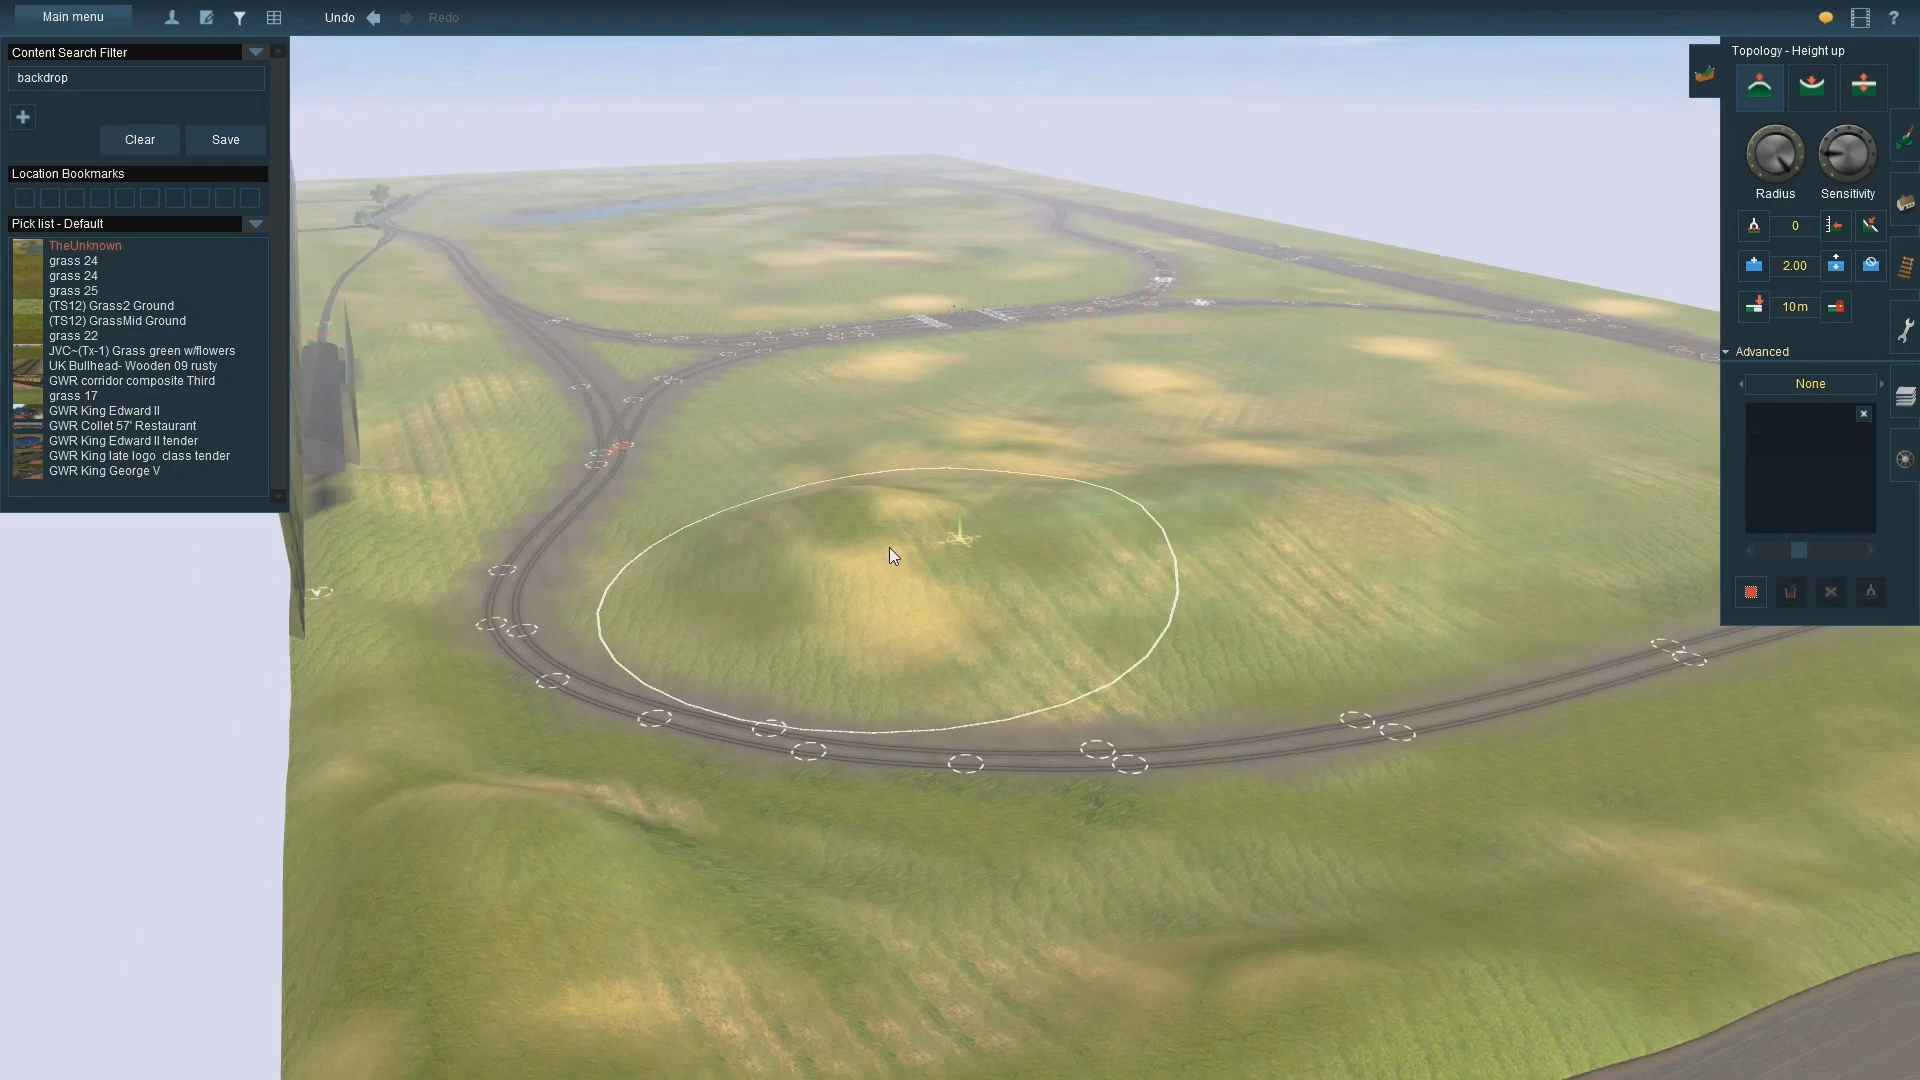 Main menu
Undo
Redo
?
Content Search Filter
backdrop
Clear
Save
Location Bookmarks
Pick list - Default
TheUnknown
grass 24
grass 24
grass 25
(TS12) Grass2 Ground
(TS12) GrassMid Ground
grass 22
JVC~(Tx-1) Grass green w/flowers
UK Bullhead- Wooden 09 rusty
GWR corridor composite Third
grass 17
GWR King Edward II
GWR Collet 57' Restaurant
GWR King Edward II tender
GWR King late logo  class tender
GWR King George V
Topology - Height up
Radius
Sensitivity
0
2.00
10m
Advanced
None